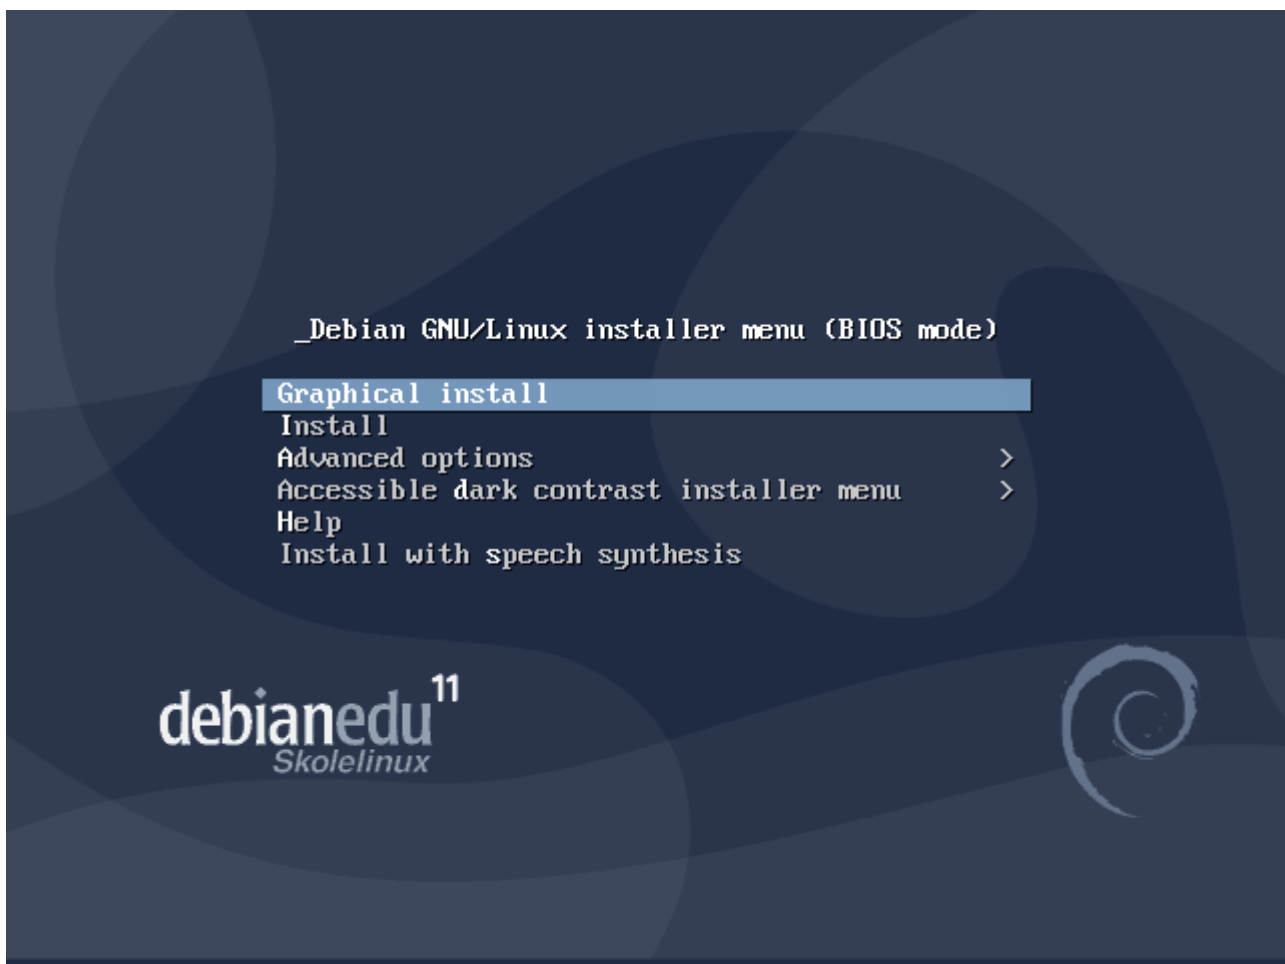 _Debian GNU/Linux installer menu (BIOS mode)
Graphical install
Install
Advanced options >
Accessible dark contrast installer menu >
Help
Install with speech synthesis
debianedu 11
Skolelinux